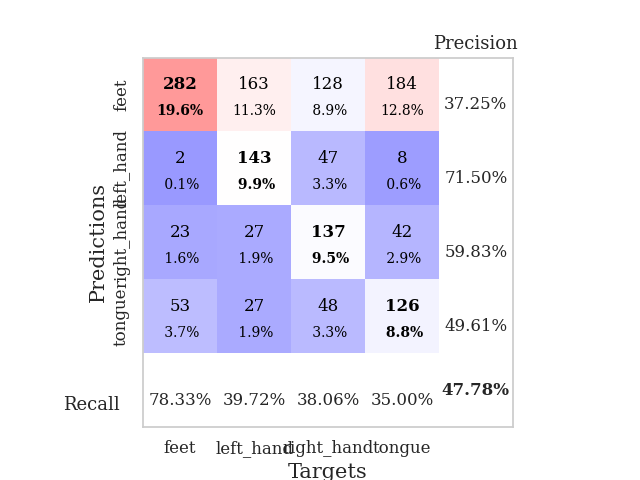 Precision
282 163 128 184
19.6% 11.3% 8.9% 12.8%
37.25%
feet
2 143 47 8
0.1% 9.9% 3.3% 0.6%
71.50%
left_hand
23 27 137 42
1.6% 1.9% 9.5% 2.9%
59.83%
right_hand
53 27 48 126
3.7% 1.9% 3.3% 8.8%
49.61%
tongue
Predictions
Recall
78.33% 39.72% 38.06% 35.00%
47.78%
feet left_hand right_hand tongue
Targets